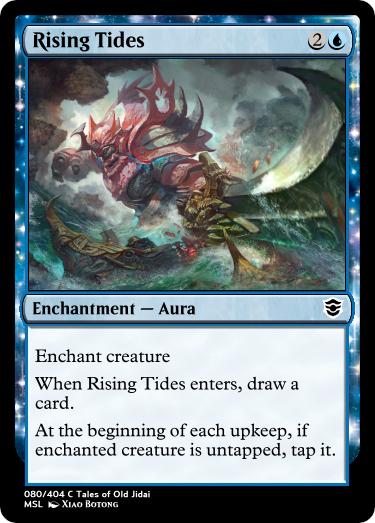 Rising Tides 2
Enchantment — Aura
Enchant creature
When Rising Tides enters, draw a
card.
At the beginning of each upkeep, if
enchanted creature is untapped, tap it.
080/404 C Tales of Old Jidai
MSL Xiao Botong